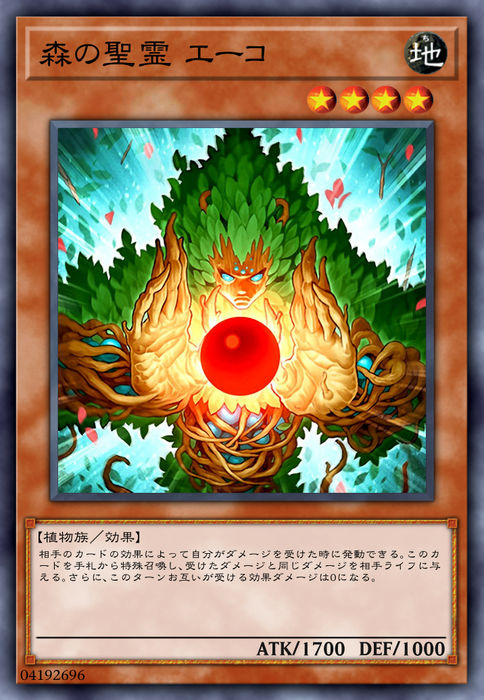 森の聖霊 エーコ
ち
地
【植物族／効果】
相手のカードの効果によって自分がダメージを受けた時に発動できる。このカ
ードを手札から特殊召喚し、受けたダメージと同じダメージを相手ライフに与
える。さらに、このターンお互いが受ける効果ダメージは0になる。
ATK/1700 DEF/1000
04192696